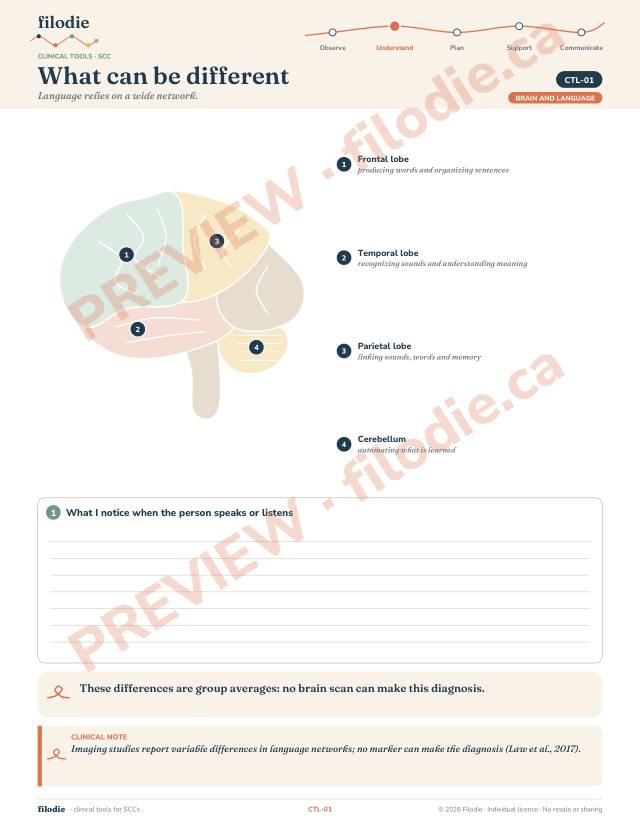 filodie
CLINICAL TOOLS · SCC
Observe Understand Plan Support Communicate
What can be different
Language relies on a wide network.
CTL-01
BRAIN AND LANGUAGE
1 Frontal lobe
producing words and organizing sentences
2 Temporal lobe
recognizing sounds and understanding meaning
3 Parietal lobe
linking sounds, words and memory
4 Cerebellum
automating what is learned
1
3
2
4
PREVIEW · filodie.ca
1 What I notice when the person speaks or listens
PREVIEW · filodie.ca
These differences are group averages: no brain scan can make this diagnosis.
CLINICAL NOTE
Imaging studies report variable differences in language networks; no marker can make the diagnosis (Law et al., 2017).
filodie · clinical tools for SCCs
CTL-01
© 2026 Filodie · Individual licence · No resale or sharing